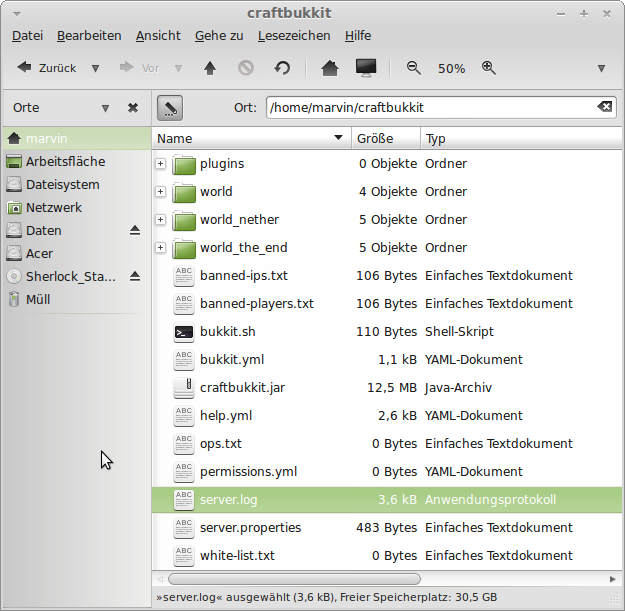 craftbukkit
Datei Bearbeiten Ansicht Gehe zu Lesezeichen Hilfe
Zurück Vor 50%
Orte Ort: /home/marvin/craftbukkit
marvin
Arbeitsfläche
Dateisystem
Netzwerk
Daten
Acer
Sherlock_Sta...
Müll
Name Größe Typ
plugins 0 Objekte Ordner
world 4 Objekte Ordner
world_nether 5 Objekte Ordner
world_the_end 5 Objekte Ordner
banned-ips.txt 106 Bytes Einfaches Textdokument
banned-players.txt 106 Bytes Einfaches Textdokument
bukkit.sh 110 Bytes Shell-Skript
bukkit.yml 1,1 kB YAML-Dokument
craftbukkit.jar 12,5 MB Java-Archiv
help.yml 2,6 kB YAML-Dokument
ops.txt 0 Bytes Einfaches Textdokument
permissions.yml 0 Bytes YAML-Dokument
server.log 3,6 kB Anwendungsprotokoll
server.properties 483 Bytes Einfaches Textdokument
white-list.txt 0 Bytes Einfaches Textdokument
»server.log« ausgewählt (3,6 kB), Freier Speicherplatz: 30,5 GB